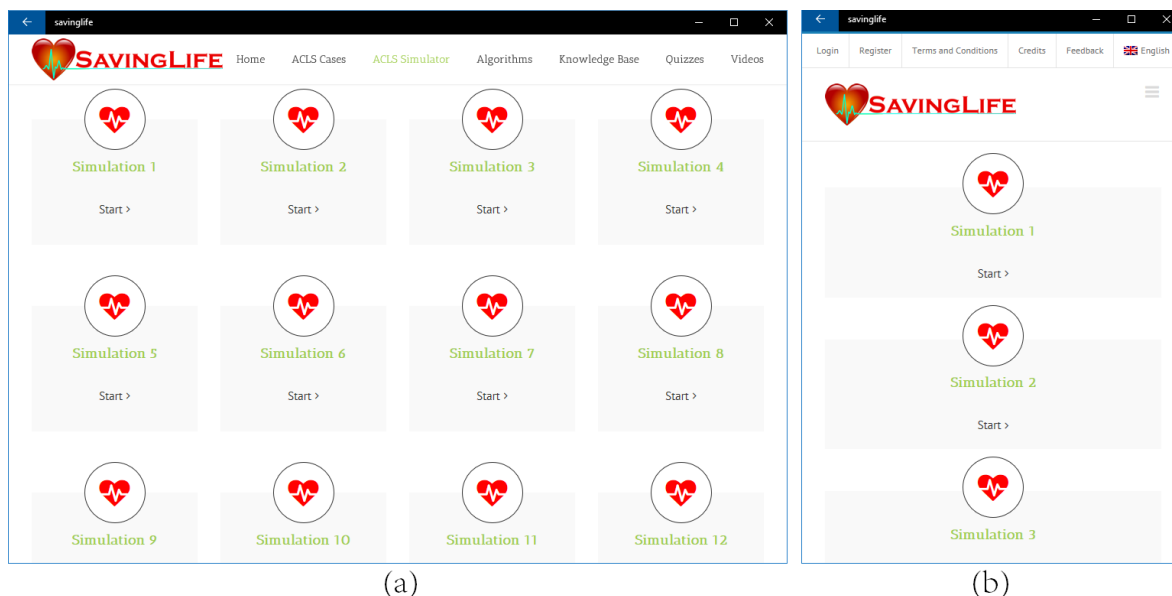 savinglife
SAVINGLIFE Home ACLS Cases ACLS Simulator Algorithms Knowledge Base Quizzes Videos
Simulation 1 Simulation 2 Simulation 3 Simulation 4
Start > Start > Start > Start >
Simulation 5 Simulation 6 Simulation 7 Simulation 8
Start > Start > Start > Start >
Simulation 9 Simulation 10 Simulation 11 Simulation 12
(a)
savinglife
Login Register Terms and Conditions Credits Feedback English
SAVINGLIFE
Simulation 1
Start >
Simulation 2
Start >
Simulation 3
(b)